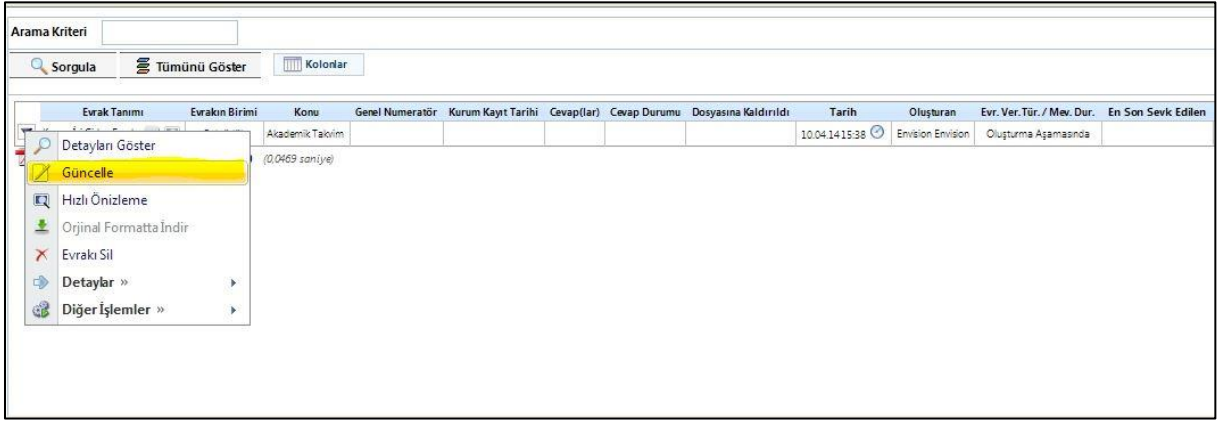 Arama Kriteri
Sorgula Tümünü Göster Kolonlar
Evrak Tanımı Evrakın Birimi Konu Genel Numeratör Kurum Kayıt Tarihi Cevap(lar) Cevap Durumu Dosyasına Kaldırıldı Tarih Oluşturan Evr. Ver. Tür. / Mev. Dur. En Son Sevk Edilen
Akademik Takvim 10.04.14 15:38 Envision Envision Oluşturma Aşamasında
(0,0469 saniye)
Detayları Göster
Güncelle
Hızlı Önizleme
Orjinal Formatta İndir
Evrakı Sil
Detaylar »
Diğer İşlemler »